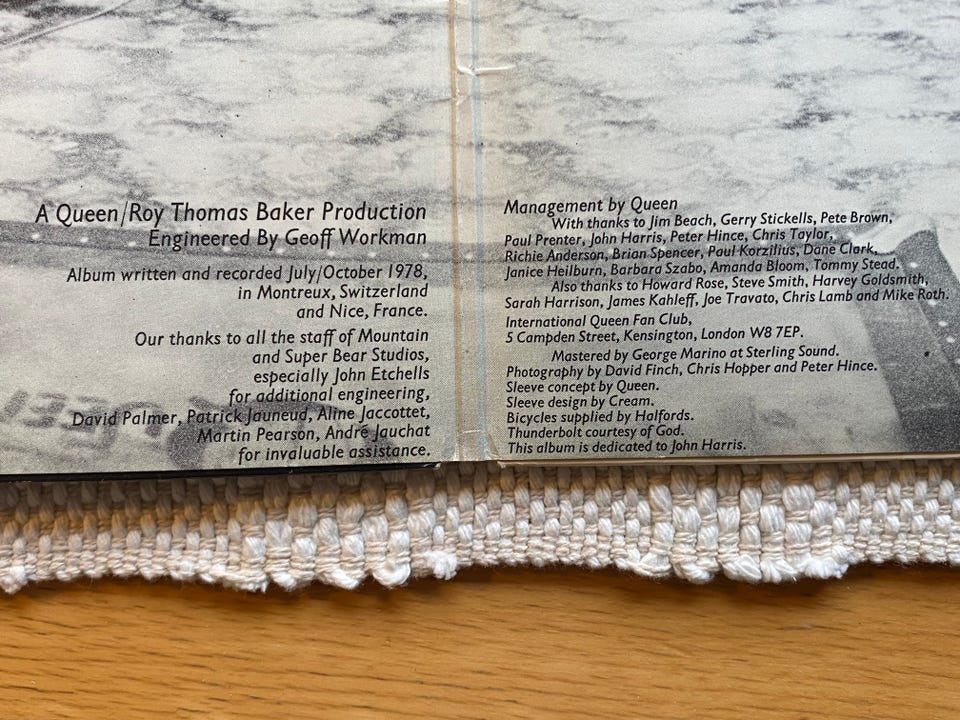 A Queen/Roy Thomas Baker Production
Engineered By Geoff Workman
Album written and recorded July/October 1978,
in Montreux, Switzerland
and Nice, France.
Our thanks to all the staff of Mountain
and Super Bear Studios,
especially John Etchells
for additional engineering,
David Palmer, Patrick Jauneud, Aline Jaccottet,
Martin Pearson, André Jauchat
for invaluable assistance.
Management by Queen
With thanks to Jim Beach, Gerry Stickells, Pete Brown,
Paul Prenter, John Harris, Peter Hince, Chris Taylor,
Richie Anderson, Brian Spencer, Paul Korzilius, Dane Clark,
Janice Heilburn, Barbara Szabo, Amanda Bloom, Tommy Stead.
Also thanks to Howard Rose, Steve Smith, Harvey Goldsmith,
Sarah Harrison, James Kahleff, Joe Travato, Chris Lamb and Mike Roth.
International Queen Fan Club,
5 Campden Street, Kensington, London W8 7EP.
Mastered by George Marino at Sterling Sound.
Photography by David Finch, Chris Hopper and Peter Hince.
Sleeve concept by Queen.
Sleeve design by Cream.
Bicycles supplied by Halfords.
Thunderbolt courtesy of God.
This album is dedicated to John Harris.